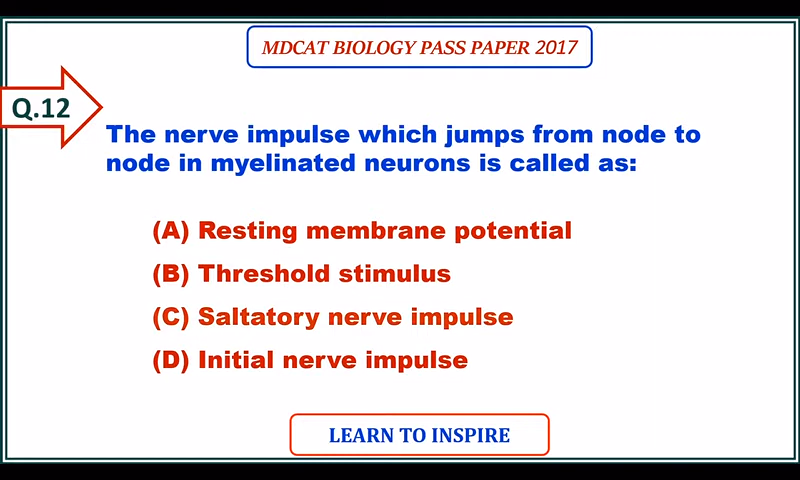 MDCAT BIOLOGY PASS PAPER 2017
Q.12
The nerve impulse which jumps from node to
node in myelinated neurons is called as:
(A) Resting membrane potential
(B) Threshold stimulus
(C) Saltatory nerve impulse
(D) Initial nerve impulse
LEARN TO INSPIRE